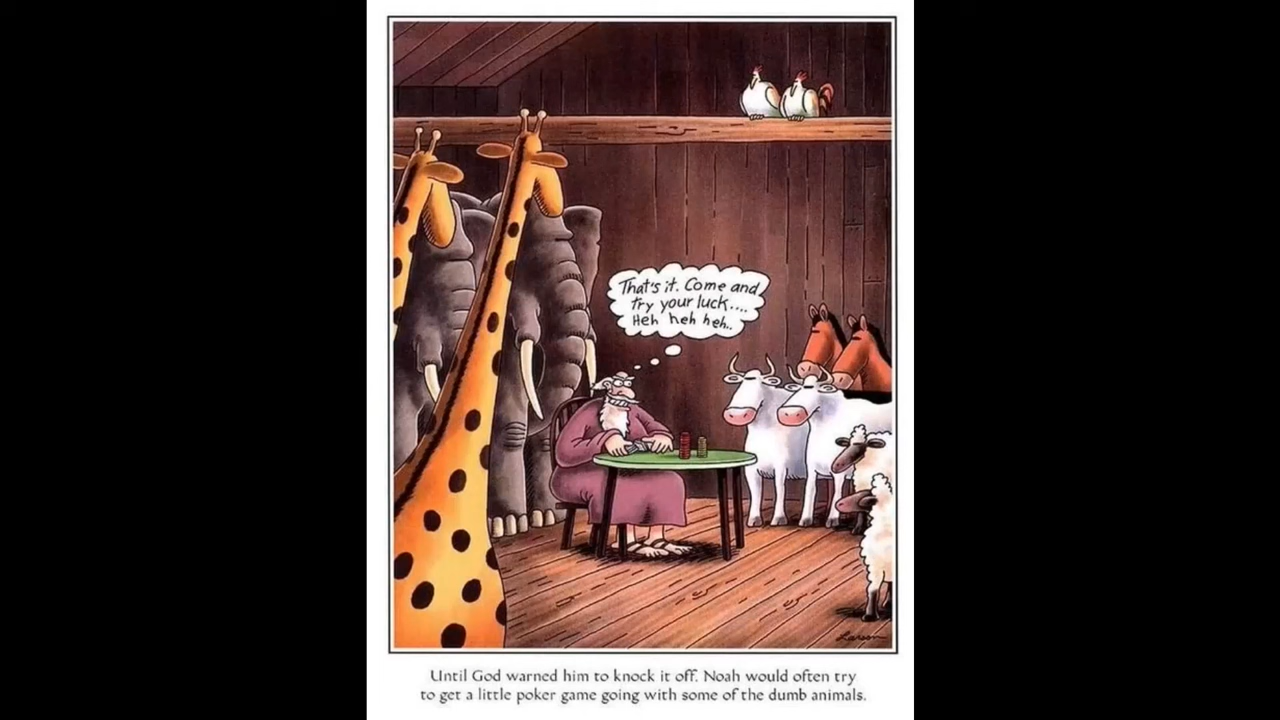 That's it. Come and
try your luck....
Heh heh heh..
Larson
Until God warned him to knock it off. Noah would often try
to get a little poker game going with some of the dumb animals.